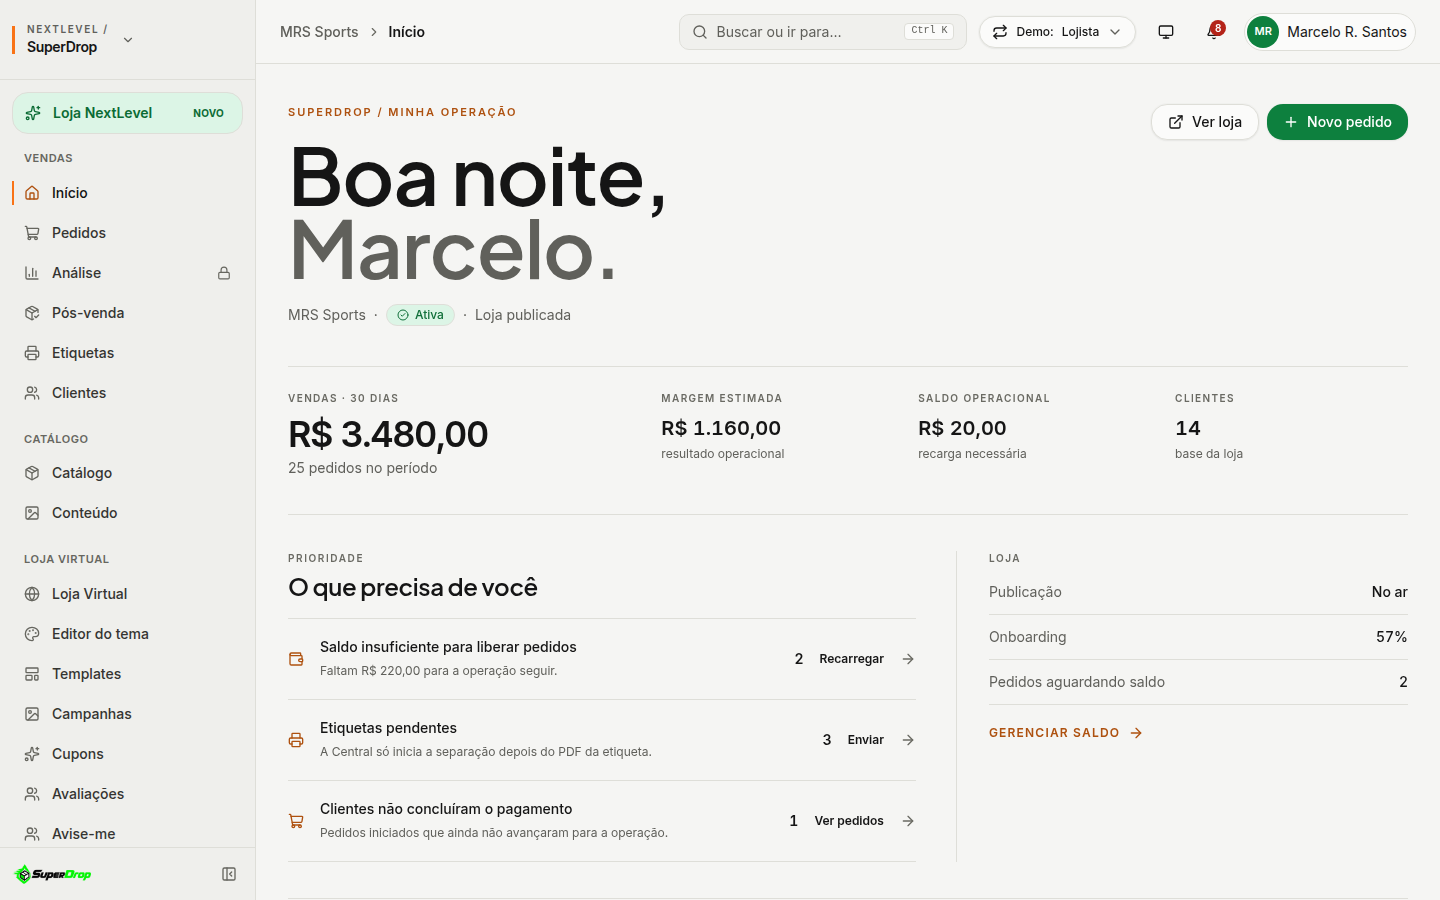 NEXTLEVEL /
SuperDrop
MRS Sports
Início
Buscar ou ir para...
Ctrl K
Demo: Lojista
8
MR
Marcelo R. Santos
Loja NextLevel
NOVO
VENDAS
Início
Pedidos
Análise
Pós-venda
Etiquetas
Clientes
CATÁLOGO
Catálogo
Conteúdo
LOJA VIRTUAL
Loja Virtual
Editor do tema
Templates
Campanhas
Cupons
Avaliações
Avise-me
SuperDrop
SUPERDROP / MINHA OPERAÇÃO
Ver loja
Novo pedido
Boa noite,
Marcelo.
MRS Sports · Ativa · Loja publicada
VENDAS · 30 DIAS
R$ 3.480,00
25 pedidos no período
MARGEM ESTIMADA
R$ 1.160,00
resultado operacional
SALDO OPERACIONAL
R$ 20,00
recarga necessária
CLIENTES
14
base da loja
PRIORIDADE
O que precisa de você
Saldo insuficiente para liberar pedidos
Faltam R$ 220,00 para a operação seguir.
2 Recarregar
Etiquetas pendentes
A Central só inicia a separação depois do PDF da etiqueta.
3 Enviar
Clientes não concluíram o pagamento
Pedidos iniciados que ainda não avançaram para a operação.
1 Ver pedidos
LOJA
Publicação No ar
Onboarding 57%
Pedidos aguardando saldo 2
GERENCIAR SALDO